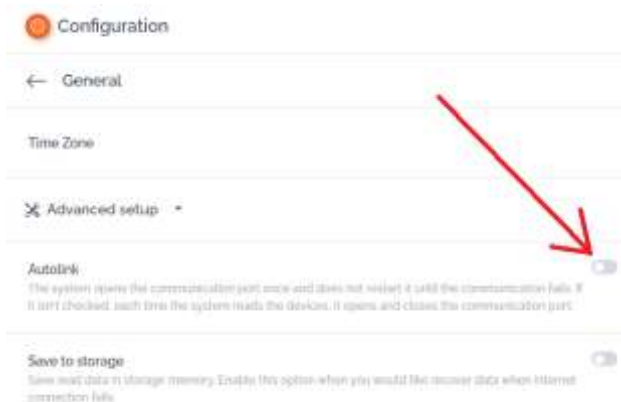 Configuration
General
Time Zone
Advanced setup
Autolink
The system opens the communication port once and does not restart it until the communication fails. If
it isn't checked, each time the system reads the devices, it opens and closes the communication port.
Save to storage
Save read data in storage memory. Enable this option when you would like recover data when internet
connection fails.